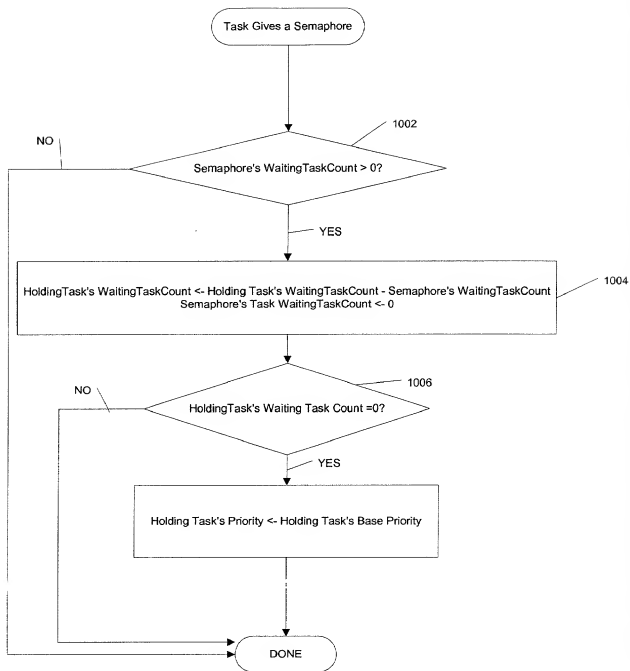 Task Gives a Semaphore
1002
NO
Semaphore's WaitingTaskCount > 0?
YES
HoldingTask's WaitingTaskCount <- Holding Task's WaitingTaskCount - Semaphore's WaitingTaskCount
Semaphore's Task WaitingTaskCount <- 0
1004
1006
NO
HoldingTask's Waiting Task Count =0?
YES
Holding Task's Priority <- Holding Task's Base Priority
DONE